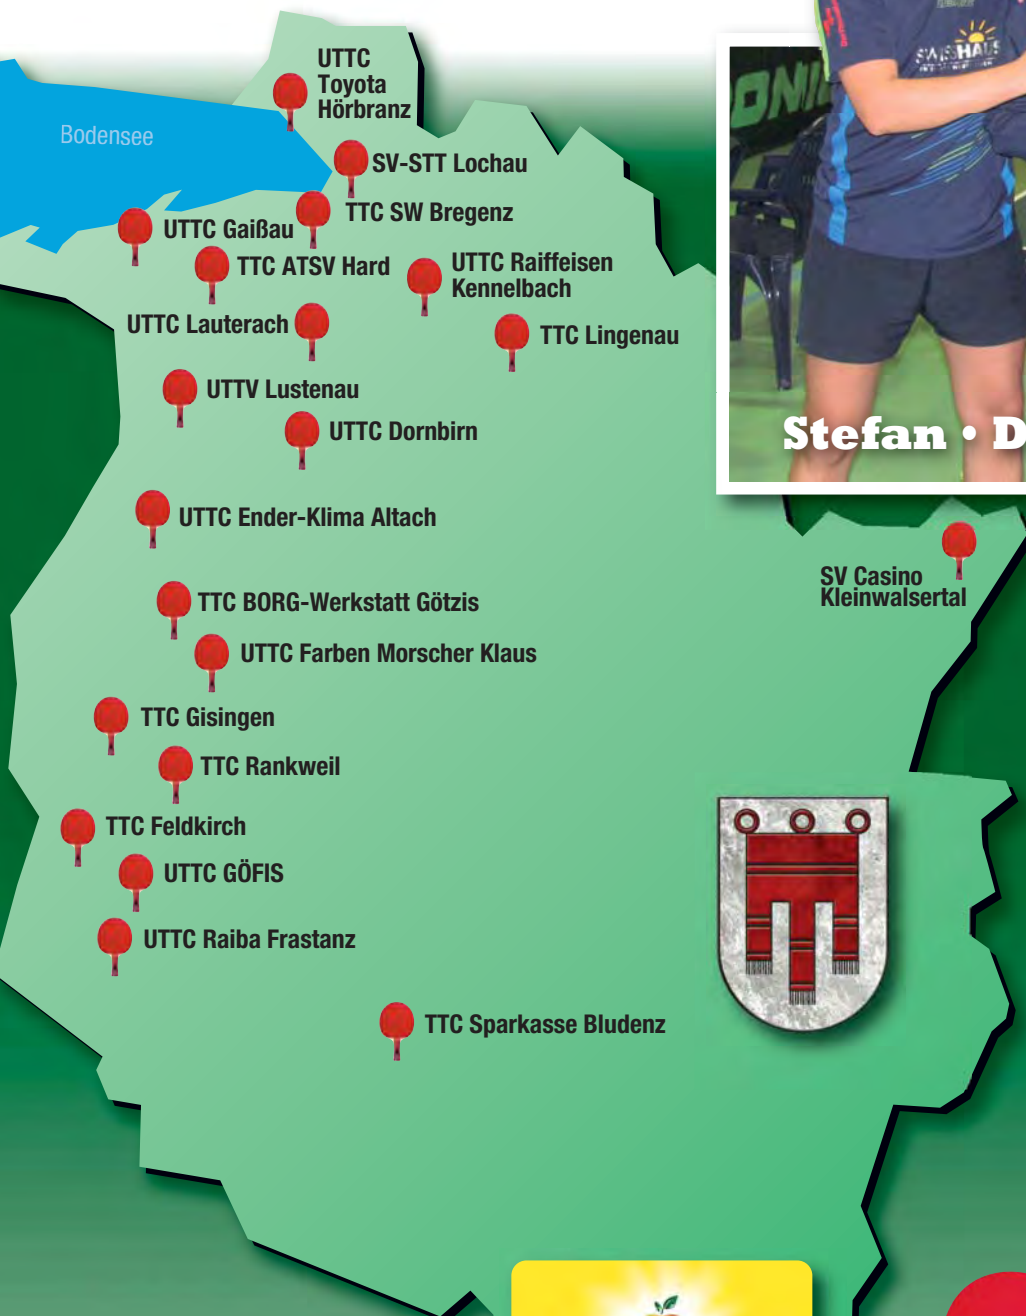 UTTC
Toyota
Hörbranz
Bodensee
SV-STT Lochau
TTC SW Bregenz
UTTC Gaißau
TTC ATSV Hard
UTTC Raiffeisen
Kennelbach
UTTC Lauterach
TTC Lingenau
UTTV Lustenau
UTTC Dornbirn
Stefan • D
UTTC Ender-Klima Altach
SV Casino
Kleinwalsertal
TTC BORG-Werkstatt Götzis
UTTC Farben Morscher Klaus
TTC Gisingen
TTC Rankweil
TTC Feldkirch
UTTC GÖFIS
UTTC Raiba Frastanz
TTC Sparkasse Bludenz
SWISSHAUS